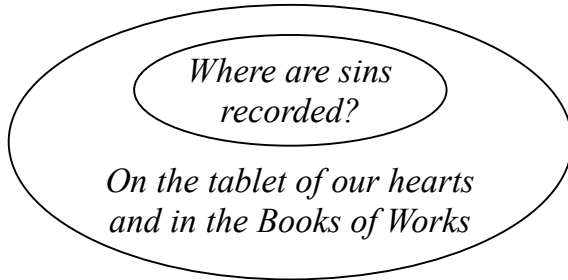 Where are sins
recorded?
On the tablet of our hearts
and in the Books of Works